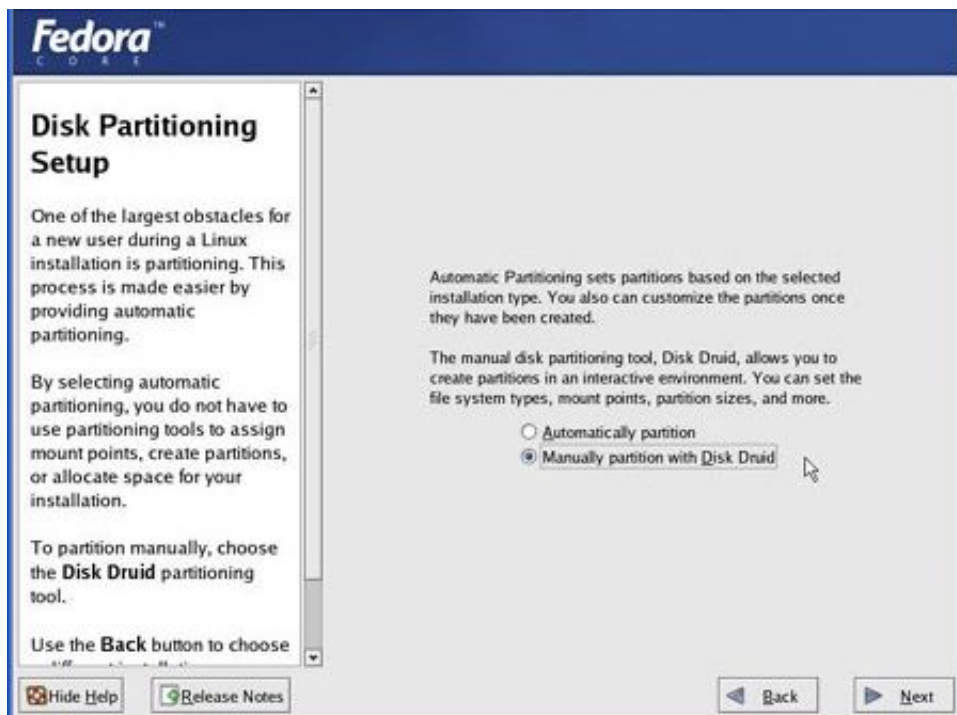 Fedora™
CORE
Disk Partitioning
Setup
One of the largest obstacles for
a new user during a Linux
installation is partitioning. This
process is made easier by
providing automatic
partitioning.
By selecting automatic
partitioning, you do not have to
use partitioning tools to assign
mount points, create partitions,
or allocate space for your
installation.
To partition manually, choose
the Disk Druid partitioning
tool.
Use the Back button to choose
Automatic Partitioning sets partitions based on the selected
installation type. You also can customize the partitions once
they have been created.
The manual disk partitioning tool, Disk Druid, allows you to
create partitions in an interactive environment. You can set the
file system types, mount points, partition sizes, and more.
Automatically partition
Manually partition with Disk Druid
Hide Help
Release Notes
Back
Next